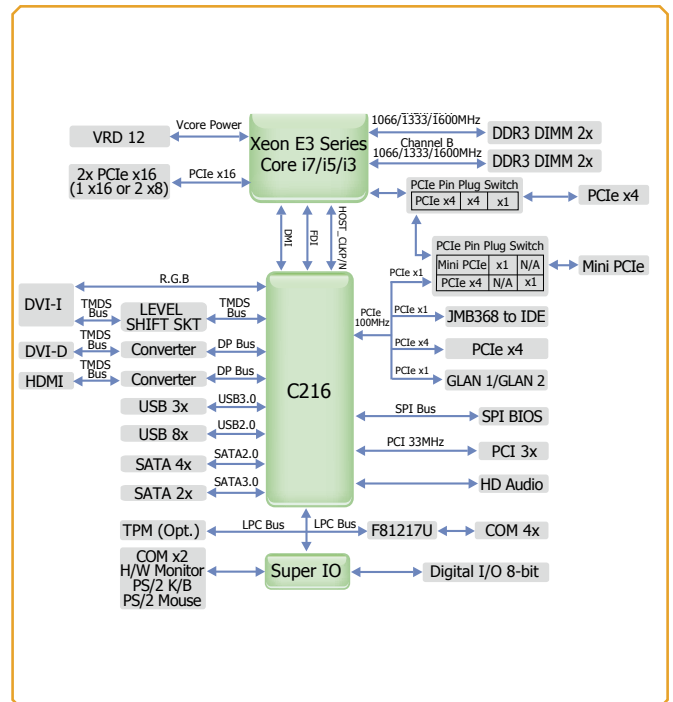 1066/1333/1600MHz
Vcore Power
VRD 12
Xeon E3 Series
Core i7/i5/i3
DDR3 DIMM 2x
Channel B
1066/1333/1600MHz
DDR3 DIMM 2x
2x PCIe x16
(1 x16 or 2 x8)
PCIe x16
PCIe Pin Plug Switch
PCIe x4 x4 x1
PCIe x4
DMI
FDI
HOST_CLKP/N
PCIe Pin Plug Switch
Mini PCIe x1 N/A
PCIe x4 N/A x1
Mini PCIe
R.G.B
DVI-I
TMDS
Bus
LEVEL
SHIFT SKT
TMDS
Bus
PCIe
100MHz
PCIe x1
PCIe x1
JMB368 to IDE
DVI-D
TMDS
Bus
Converter
DP Bus
PCIe x4
PCIe x4
HDMI
TMDS
Bus
Converter
DP Bus
PCIe x1
GLAN 1/GLAN 2
C216
USB 3x
USB3.0
SPI Bus
SPI BIOS
USB 8x
USB2.0
PCI 33MHz
PCI 3x
SATA 4x
SATA2.0
HD Audio
SATA 2x
SATA3.0
TPM (Opt.)
LPC Bus
LPC Bus
F81217U
COM 4x
COM x2
H/W Monitor
PS/2 K/B
PS/2 Mouse
Super IO
Digital I/O 8-bit